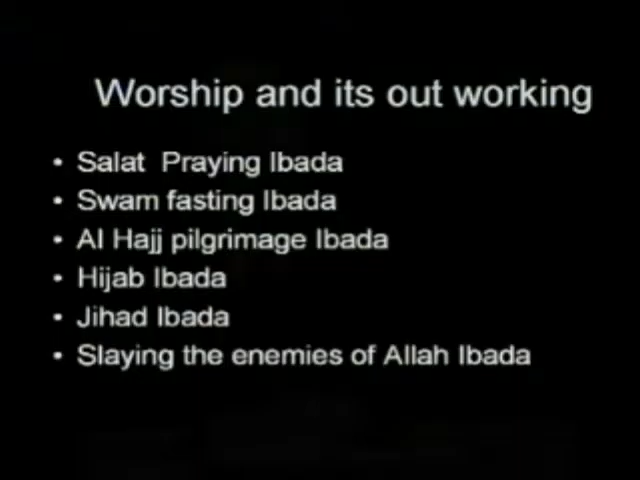 Worship and its out working
• Salat Praying Ibada
• Swam fasting Ibada
• Al Hajj pilgrimage Ibada
• Hijab Ibada
• Jihad Ibada
• Slaying the enemies of Allah Ibada